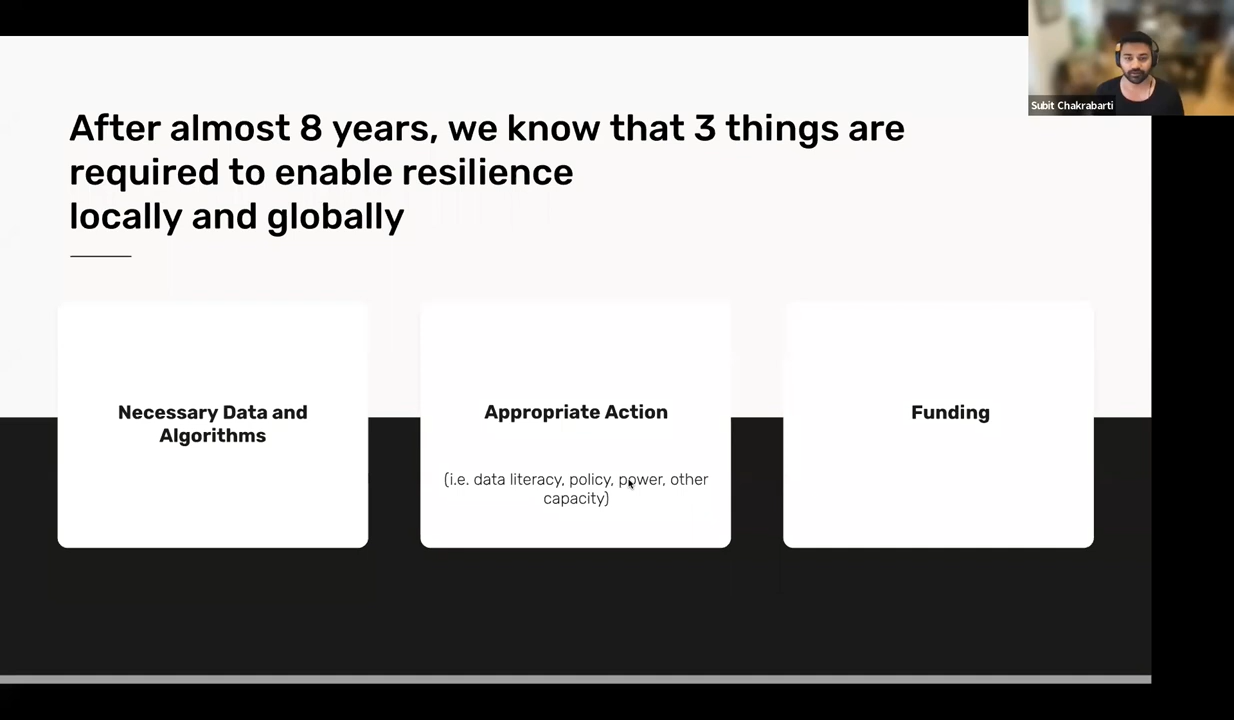 Subit Chakrabarti
After almost 8 years, we know that 3 things are
required to enable resilience
locally and globally
Necessary Data and
Algorithms
Appropriate Action
(i.e. data literacy, policy, power, other
capacity)
Funding